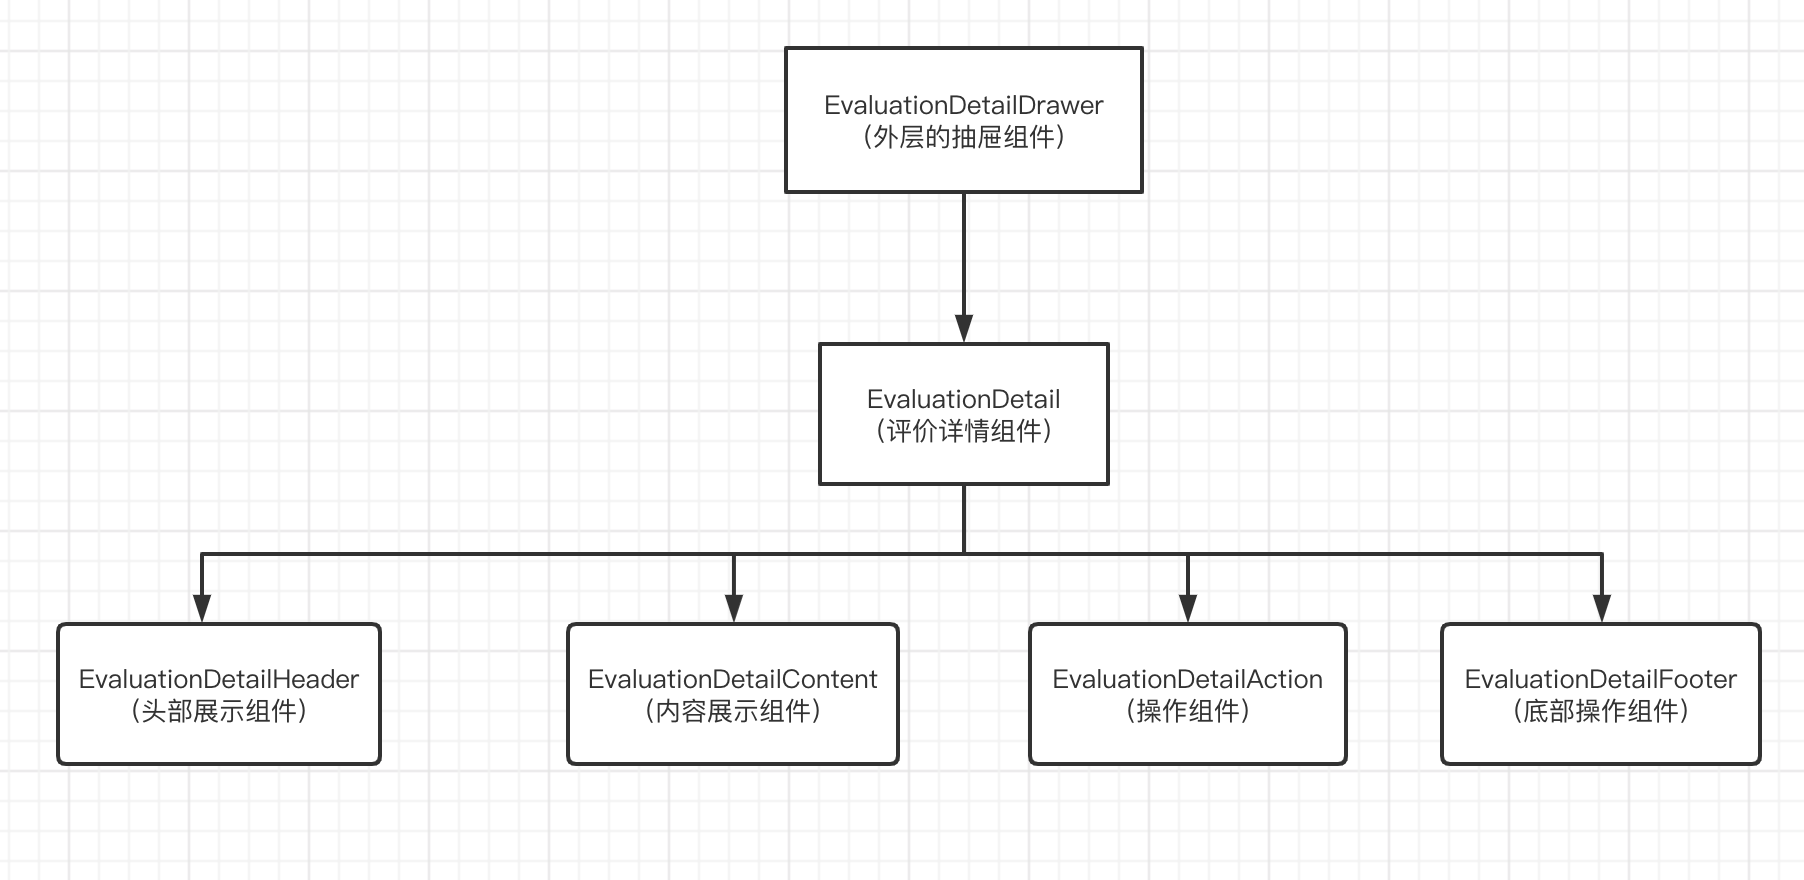 EvaluationDetailDrawer
（外层的抽屉组件）
EvaluationDetail
（评价详情组件）
EvaluationDetailHeader
（头部展示组件）
EvaluationDetailContent
（内容展示组件）
EvaluationDetailAction
（操作组件）
EvaluationDetailFooter
（底部操作组件）